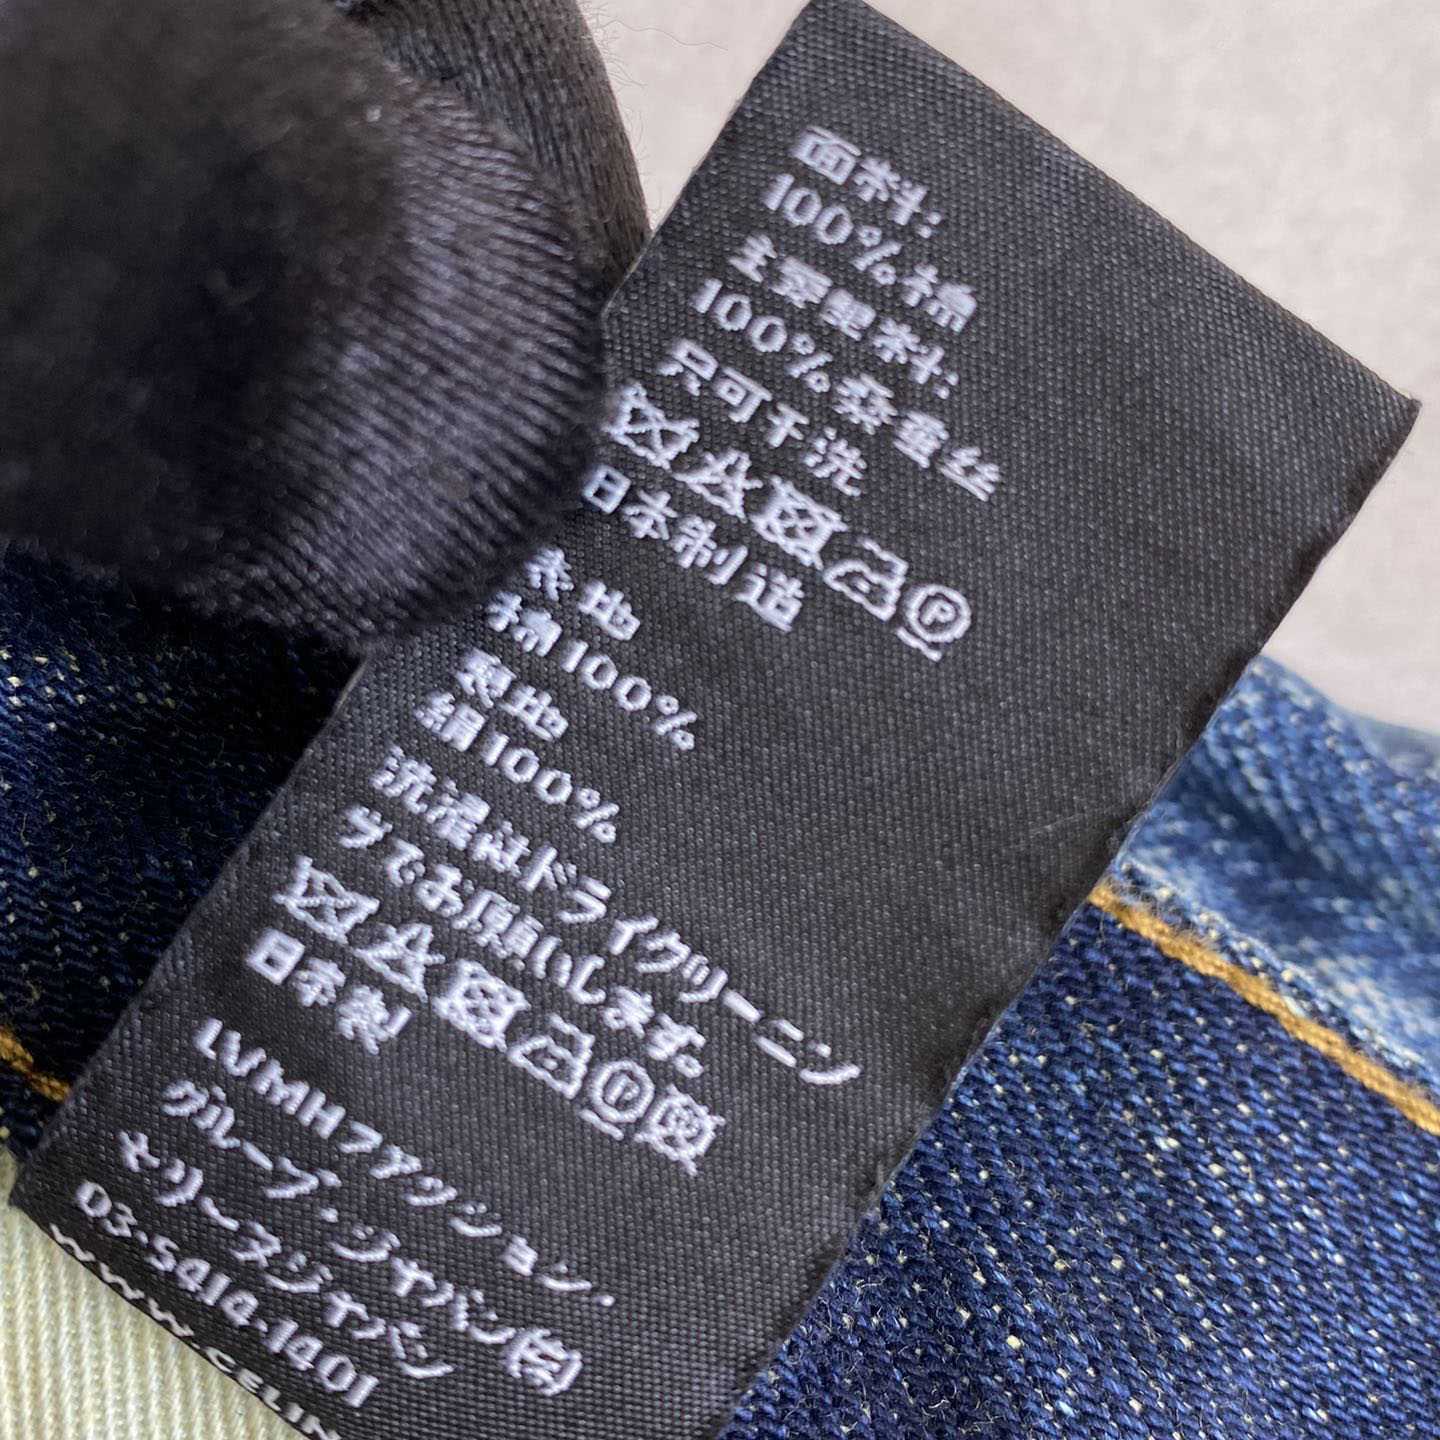 面料:
100%棉
主要配料:
100%桑蚕丝
只可干洗
P
日本制造
表地
綿100%
裏地
絹100%
洗濯はドライクリーニン
グでお願いします。
P
日本製
LVMHファッション.
グループ・ジャパン㈱
セリーヌジャパン
03-5414-1401
www.CELIN